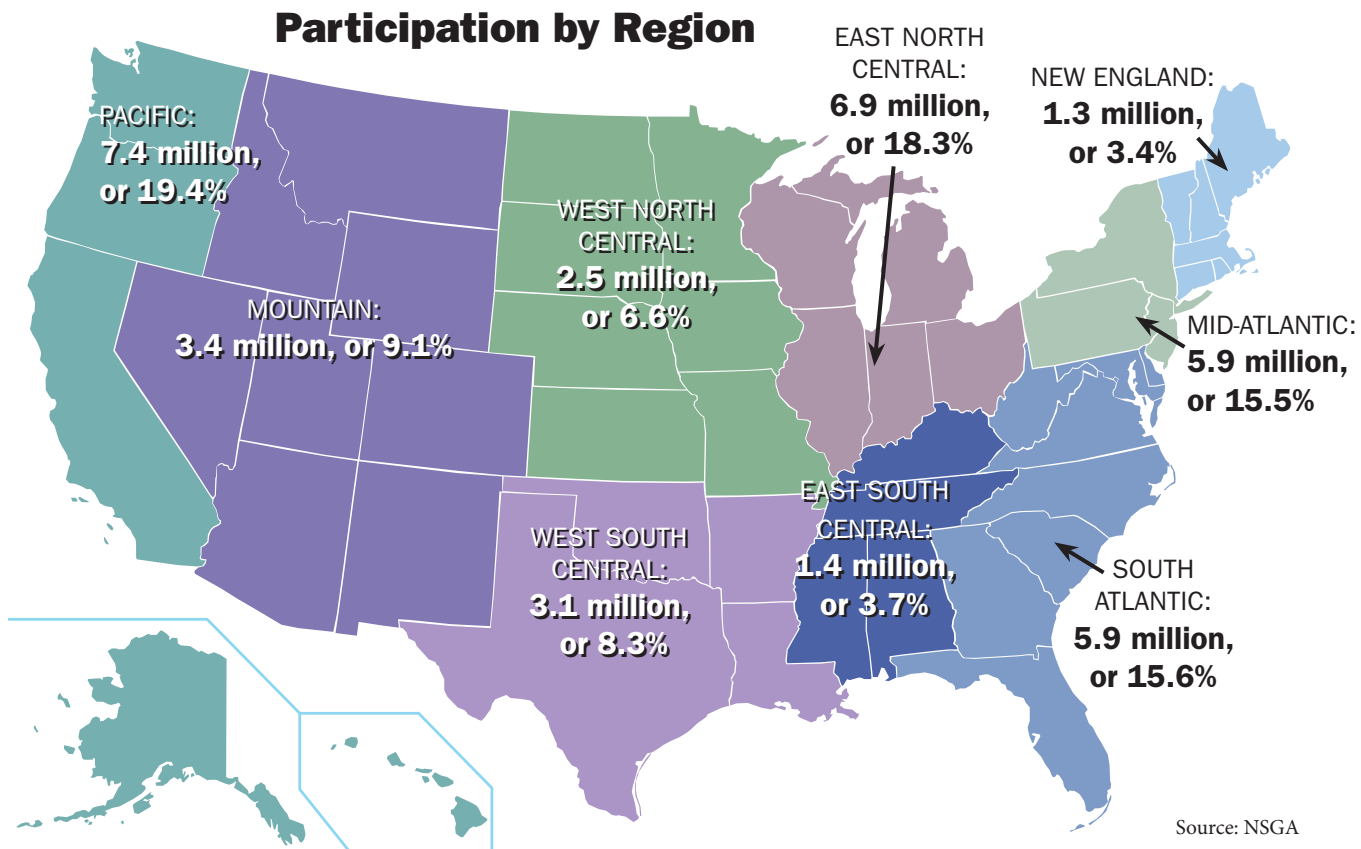 Participation by Region
EAST NORTH
CENTRAL:
6.9 million,
or 18.3%
NEW ENGLAND:
1.3 million,
or 3.4%
PACIFIC:
7.4 million,
or 19.4%
WEST NORTH
CENTRAL:
2.5 million,
or 6.6%
MOUNTAIN:
3.4 million, or 9.1%
MID-ATLANTIC:
5.9 million,
or 15.5%
EAST SOUTH
CENTRAL:
1.4 million,
or 3.7%
WEST SOUTH
CENTRAL:
3.1 million,
or 8.3%
SOUTH
ATLANTIC:
5.9 million,
or 15.6%
Source: NSGA